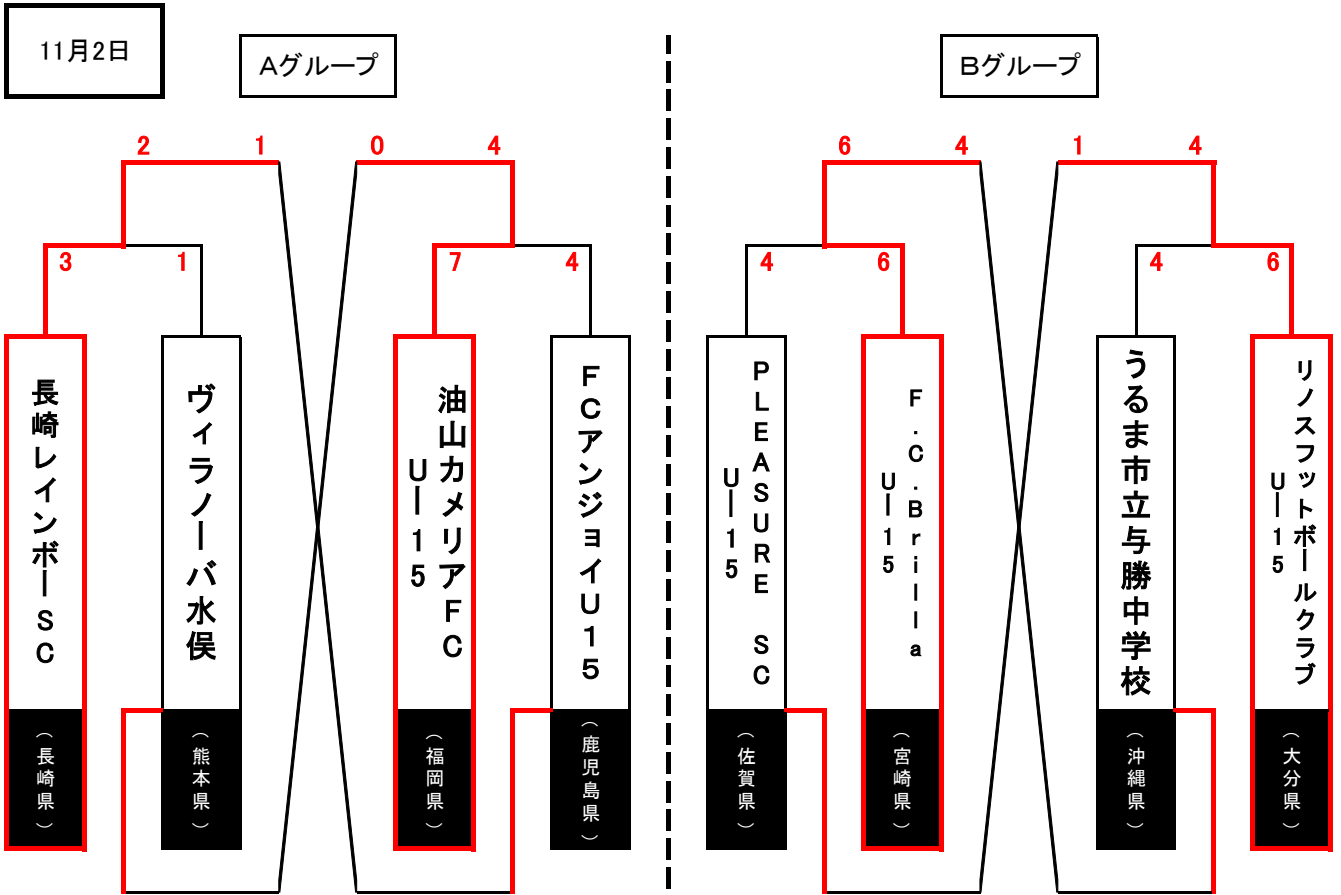 11月2日
Aグループ
Bグループ
2 1 0 4 6 4 1 4
3 1 7 4 4 6 4 6
長崎レインボーSC
(長崎県)
ヴィラノーバ水俣
(熊本県)
油山カメリアFC
U-15
(福岡県)
FCアンジョイU15
(鹿児島県)
PLEASURE SC
U-15
(佐賀県)
F.C.Brilla
U-15
(宮崎県)
うるま市立与勝中学校
(沖縄県)
リノスフットボールクラブ
U-15
(大分県)